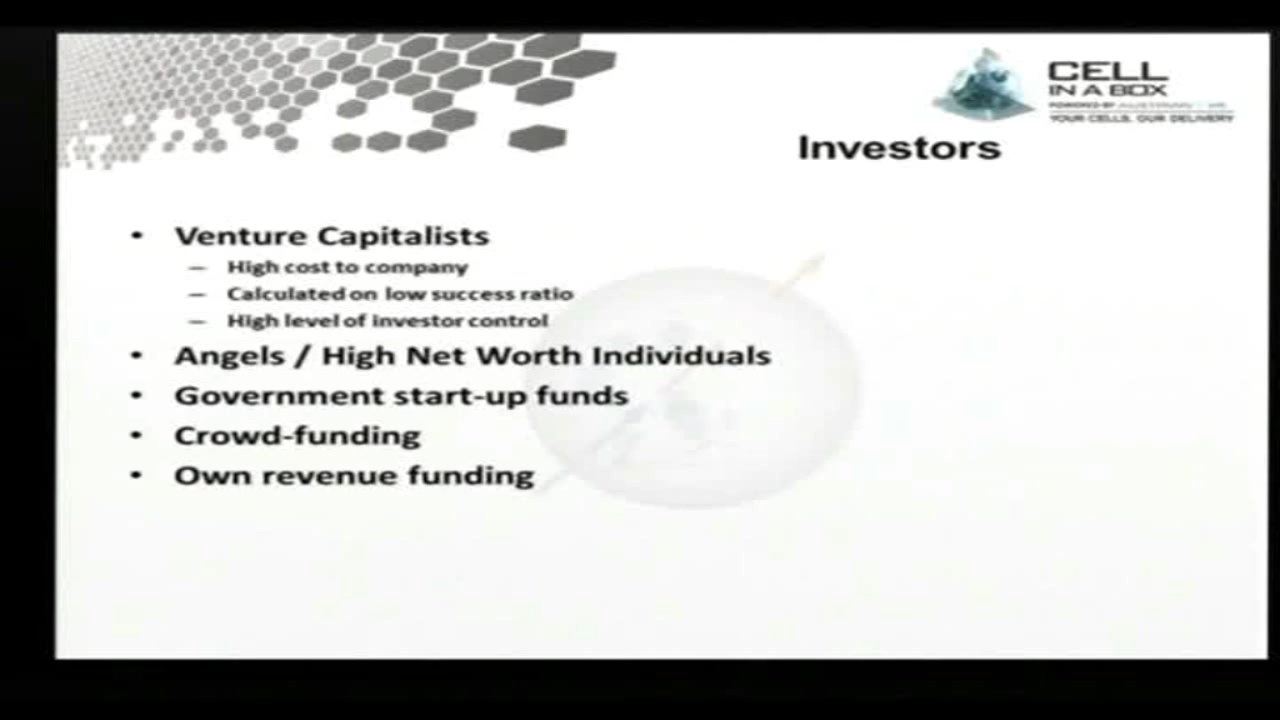 CELL
IN A BOX
POWERED BY
YOUR CELLS. OUR DELIVERY
Investors
• Venture Capitalists
– High cost to company
– Calculated on low success ratio
– High level of investor control
• Angels / High Net Worth Individuals
• Government start-up funds
• Crowd-funding
• Own revenue funding